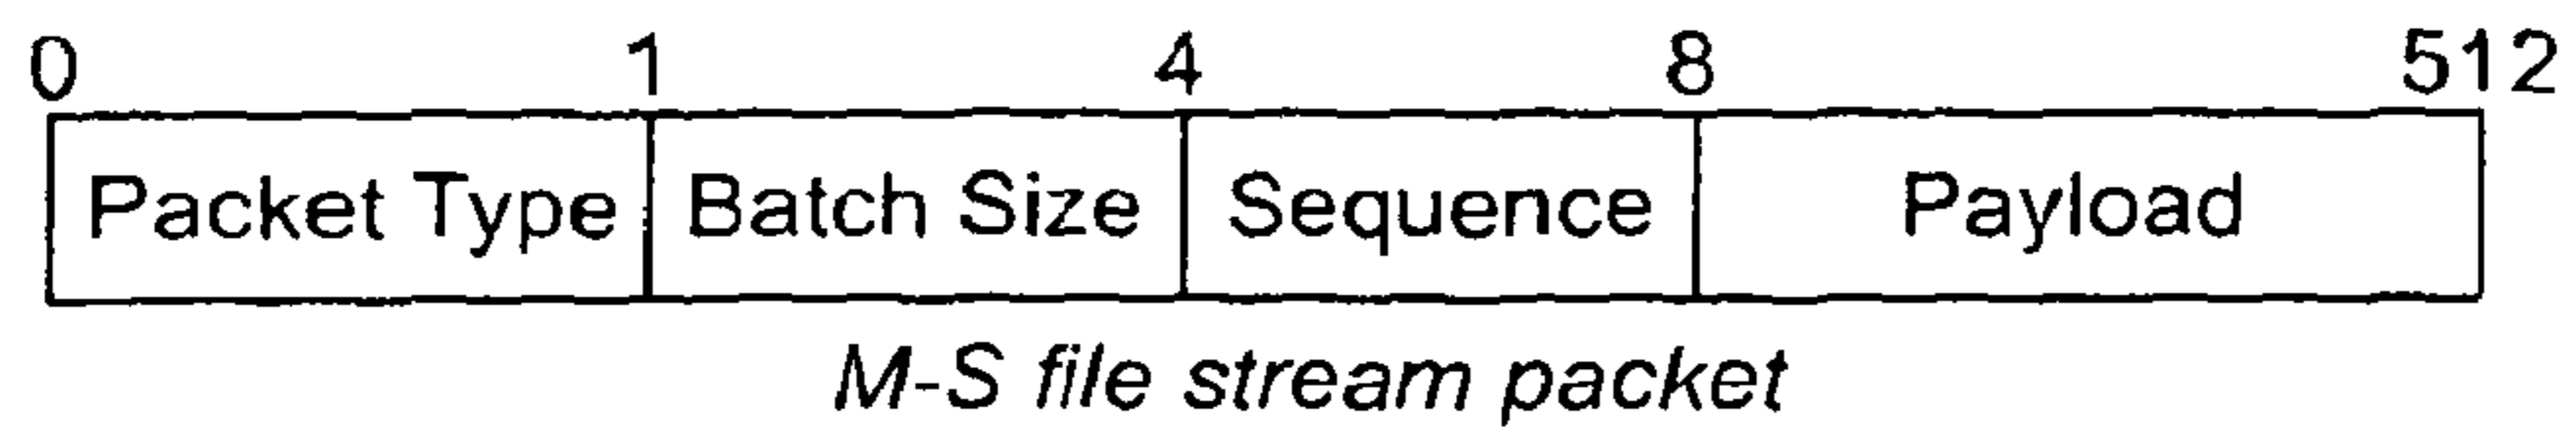 0 1 4 8 512
Packet Type Batch Size Sequence Payload
M-S file stream packet